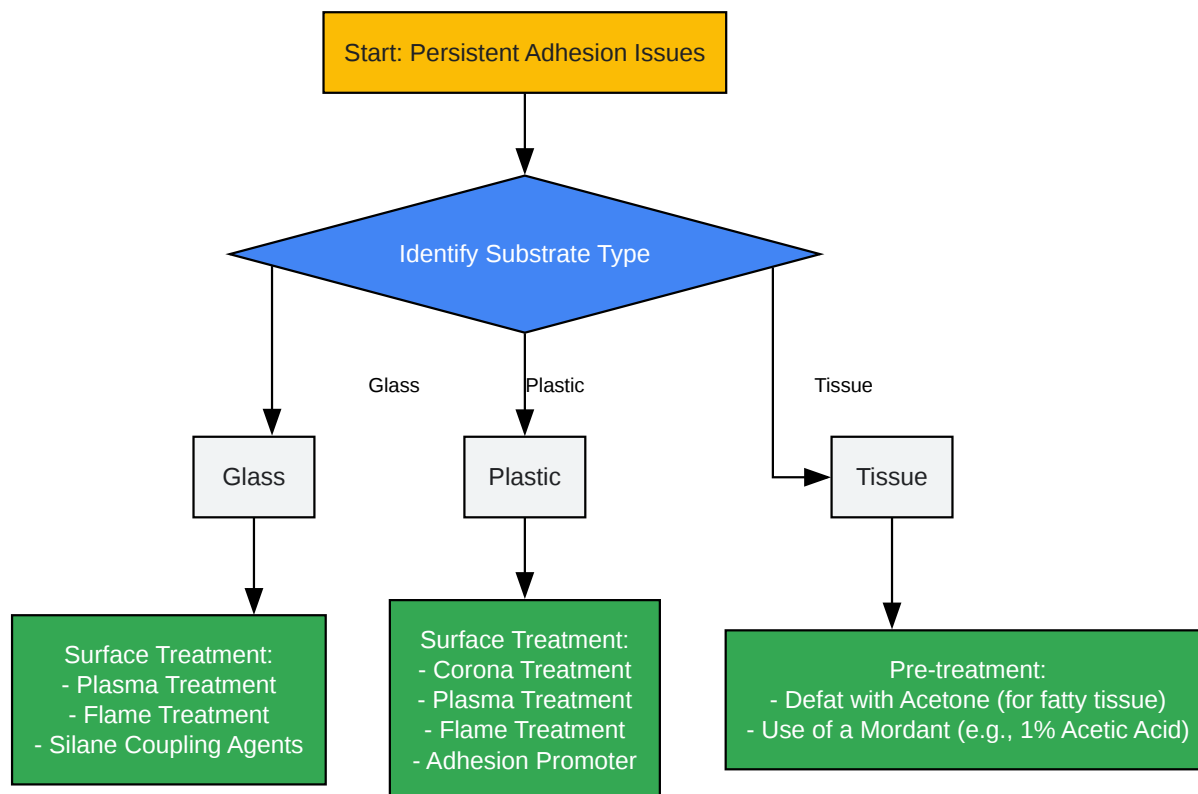 Start: Persistent Adhesion Issues
Identify Substrate Type
Glass
Plastic
Tissue
Glass
Plastic
Tissue
Surface Treatment:
- Plasma Treatment
- Flame Treatment
- Silane Coupling Agents
Surface Treatment:
- Corona Treatment
- Plasma Treatment
- Flame Treatment
- Adhesion Promoter
Pre-treatment:
- Defat with Acetone (for fatty tissue)
- Use of a Mordant (e.g., 1% Acetic Acid)